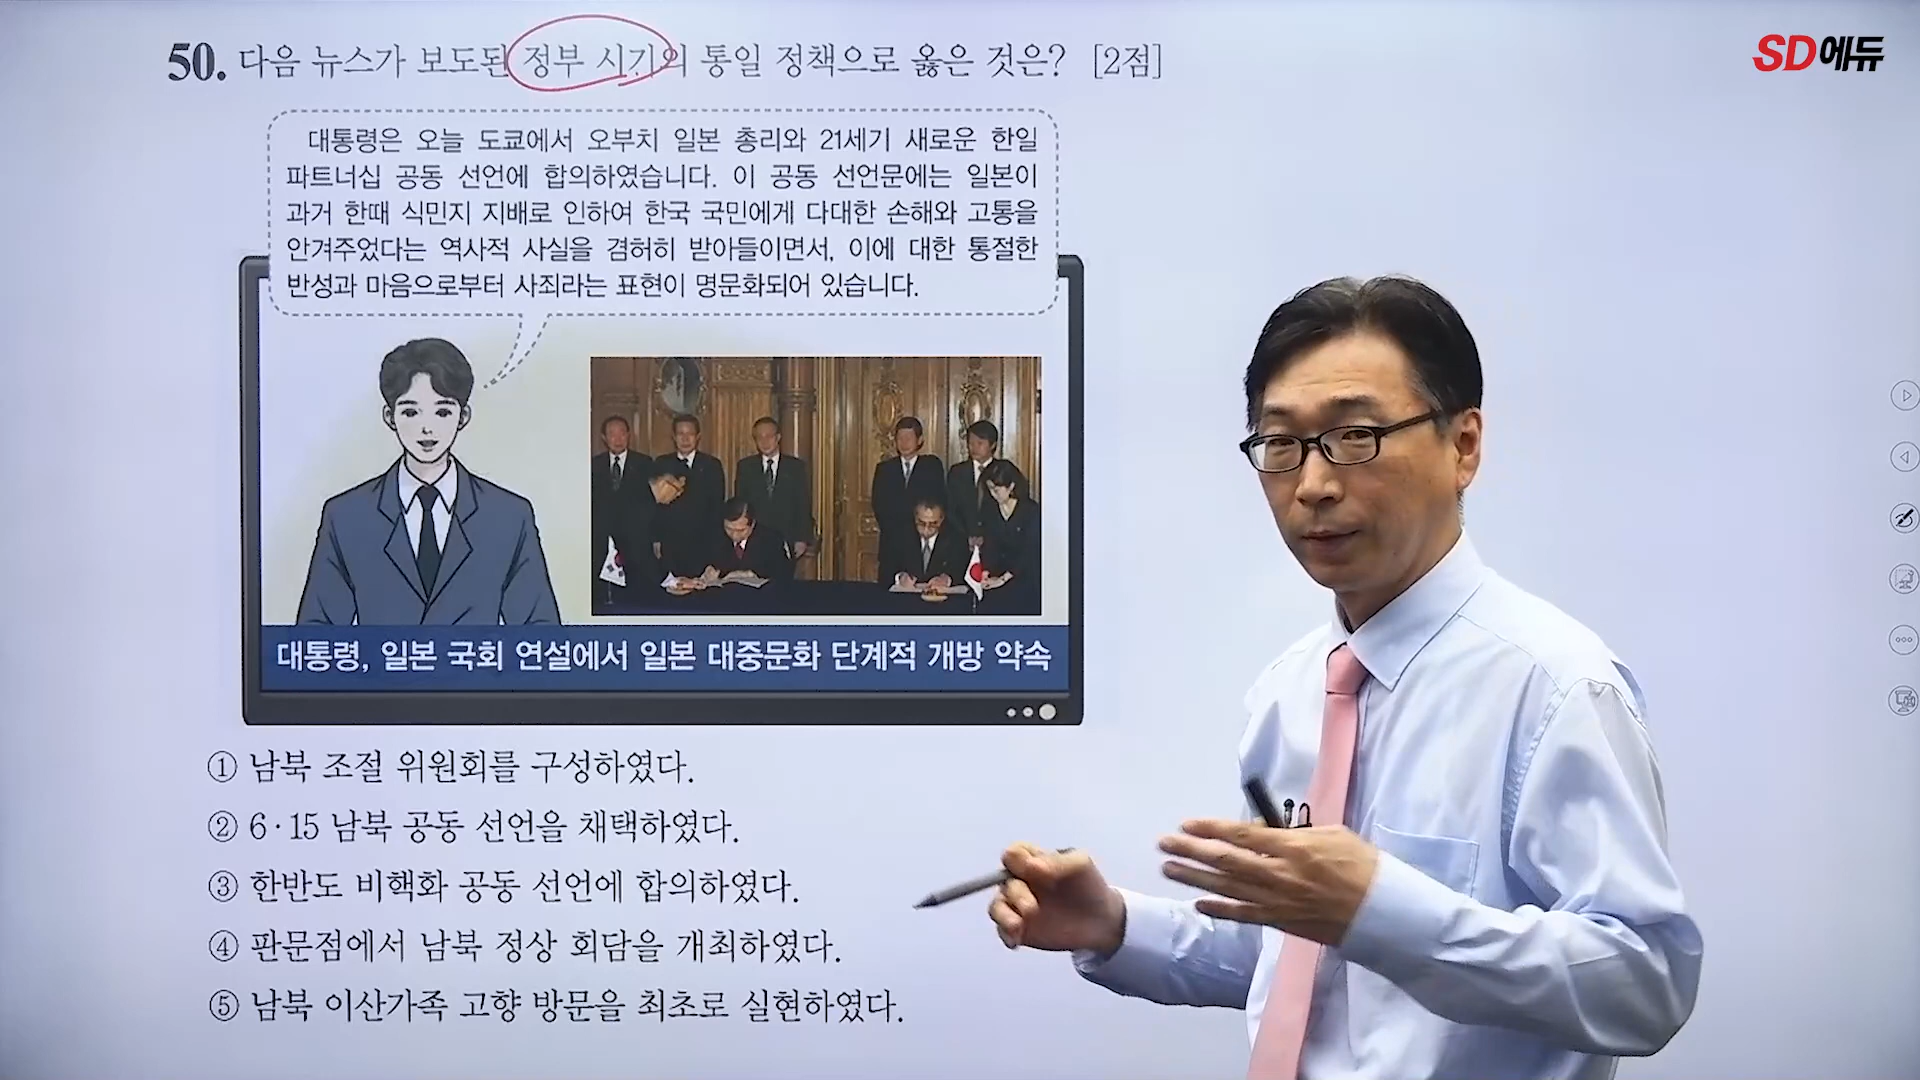 50. 다음 뉴스가 보도된 정부 시기의 통일 정책으로 옳은 것은? [2점]
SD에듀
대통령은 오늘 도쿄에서 오부치 일본 총리와 21세기 새로운 한일
파트너십 공동 선언에 합의하였습니다. 이 공동 선언문에는 일본이
과거 한때 식민지 지배로 인하여 한국 국민에게 다대한 손해와 고통을
안겨주었다는 역사적 사실을 겸허히 받아들이면서, 이에 대한 통절한
반성과 마음으로부터 사죄라는 표현이 명문화되어 있습니다.
대통령, 일본 국회 연설에서 일본 대중문화 단계적 개방 약속
① 남북 조절 위원회를 구성하였다.
② 6·15 남북 공동 선언을 채택하였다.
③ 한반도 비핵화 공동 선언에 합의하였다.
④ 판문점에서 남북 정상 회담을 개최하였다.
⑤ 남북 이산가족 고향 방문을 최초로 실현하였다.